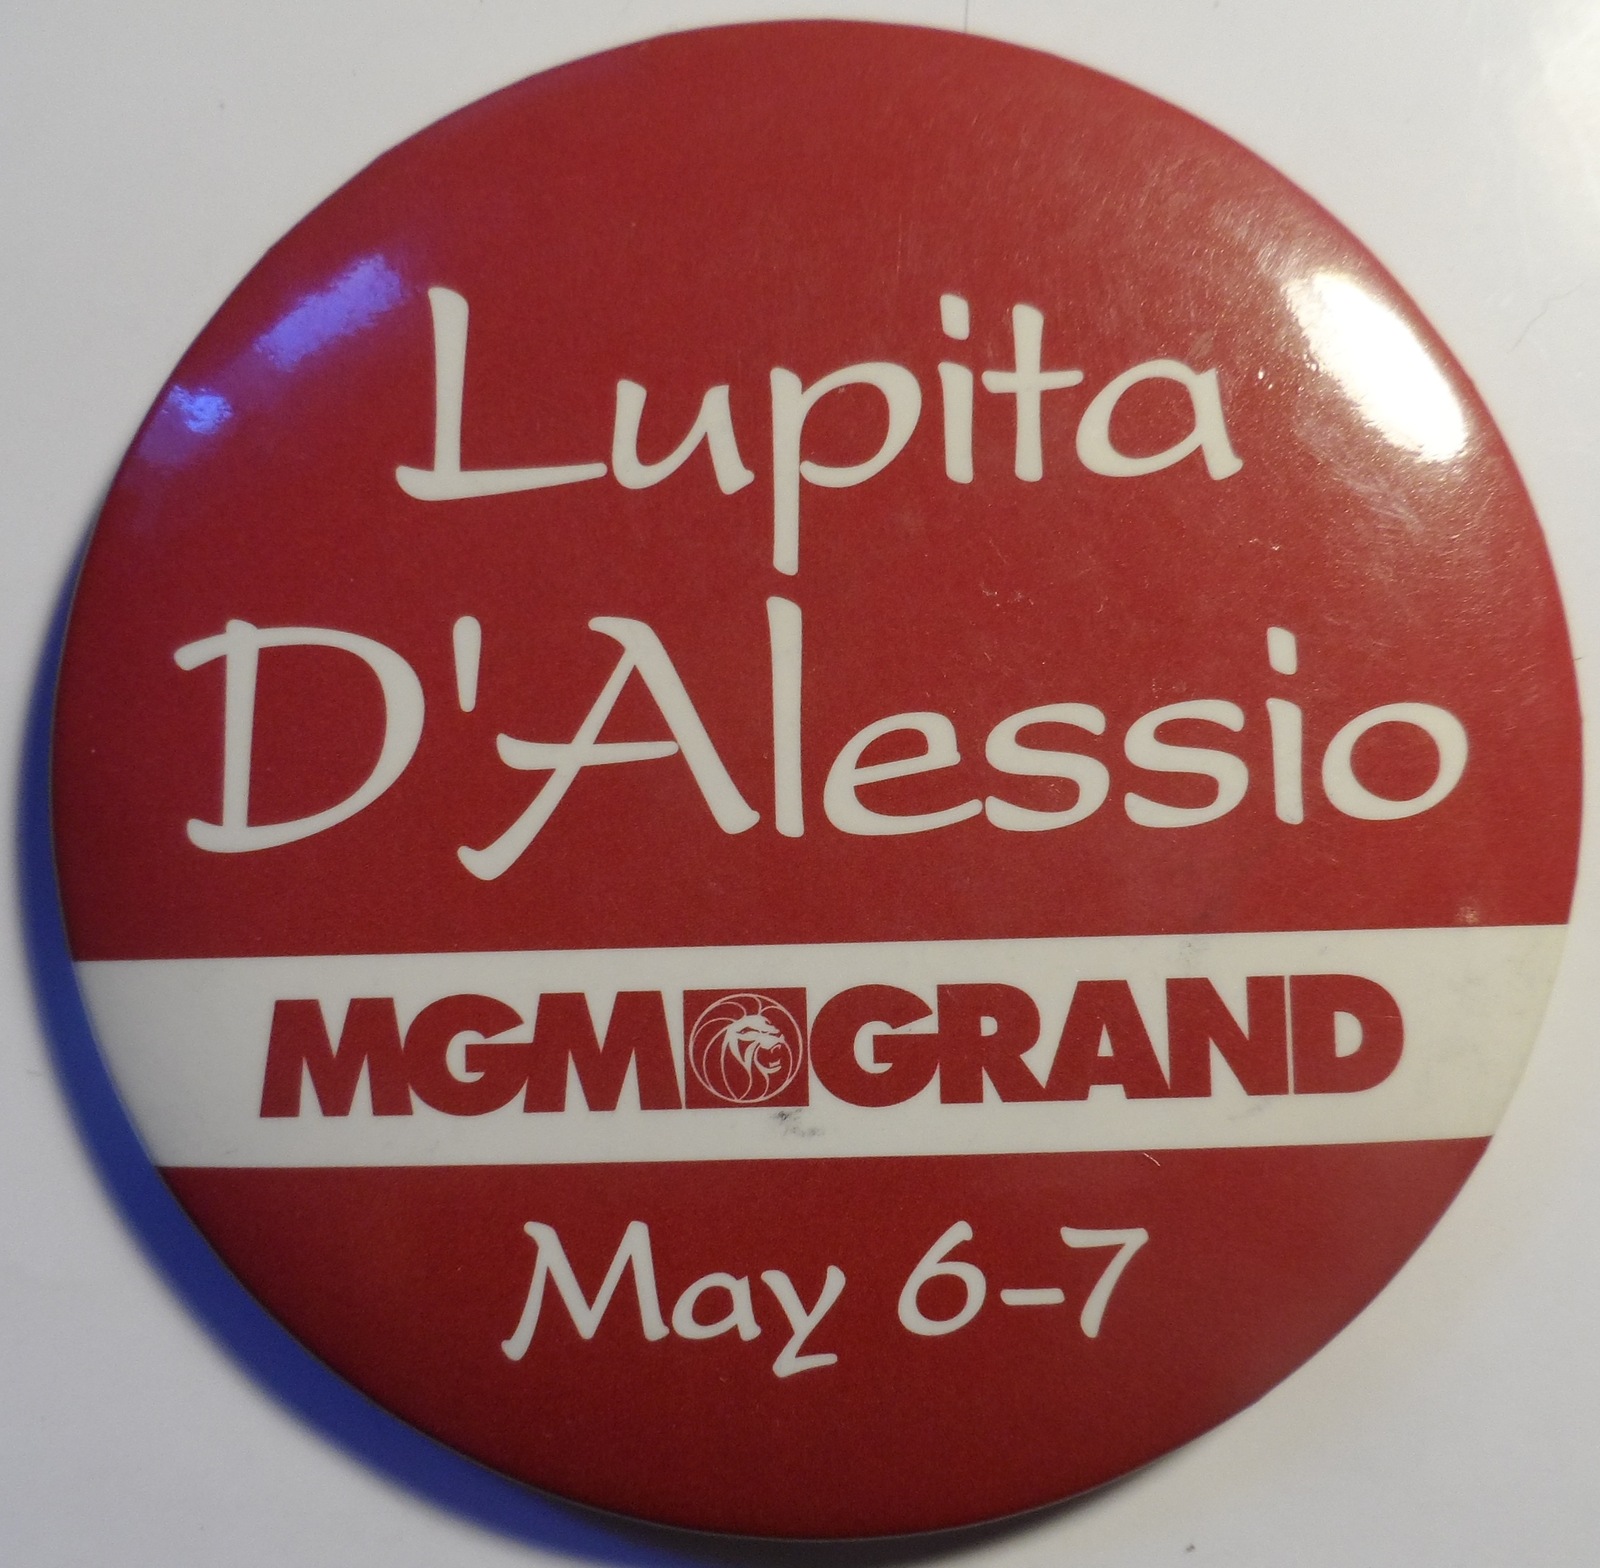 Lupita
D'Alessio
MGM GRAND
May 6-7